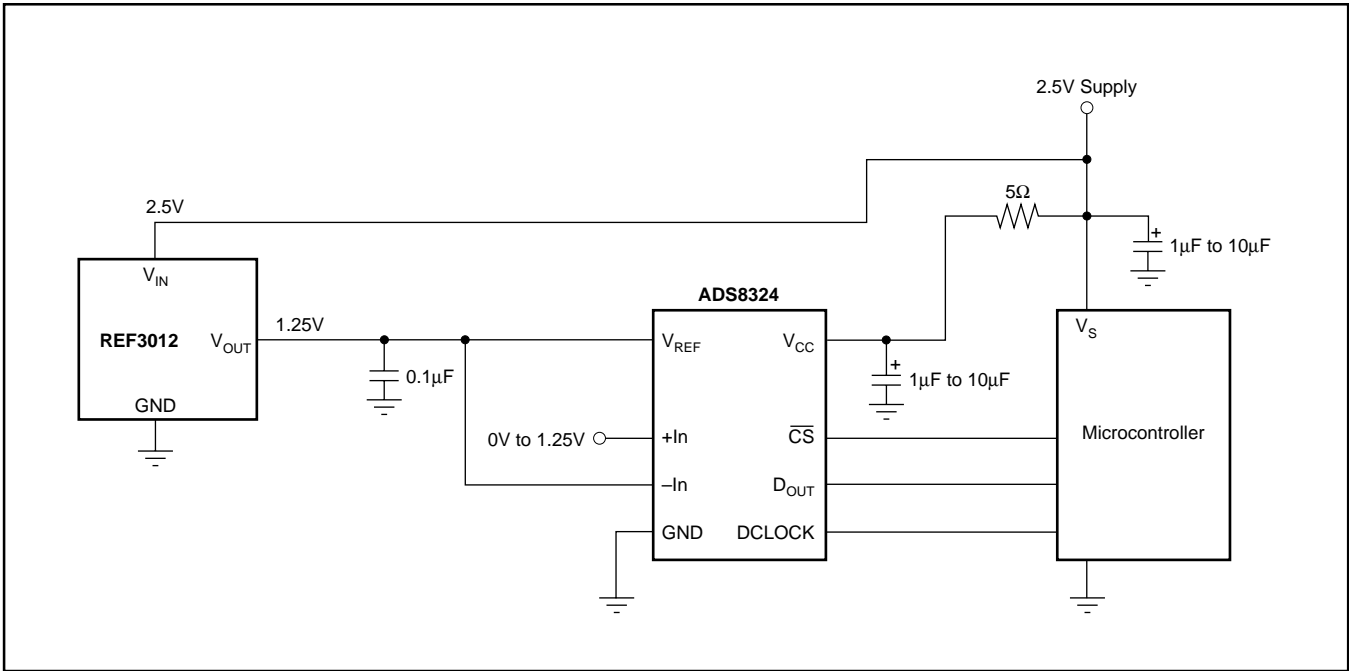 2.5V Supply
2.5V
5Ω
+
1µF to 10µF
V_IN
REF3012
V_OUT
GND
1.25V
0.1µF
ADS8324
V_REF
V_CC
+
1µF to 10µF
0V to 1.25V
+In
–In
GND
C̅S̅
D_OUT
DCLOCK
V_S
Microcontroller